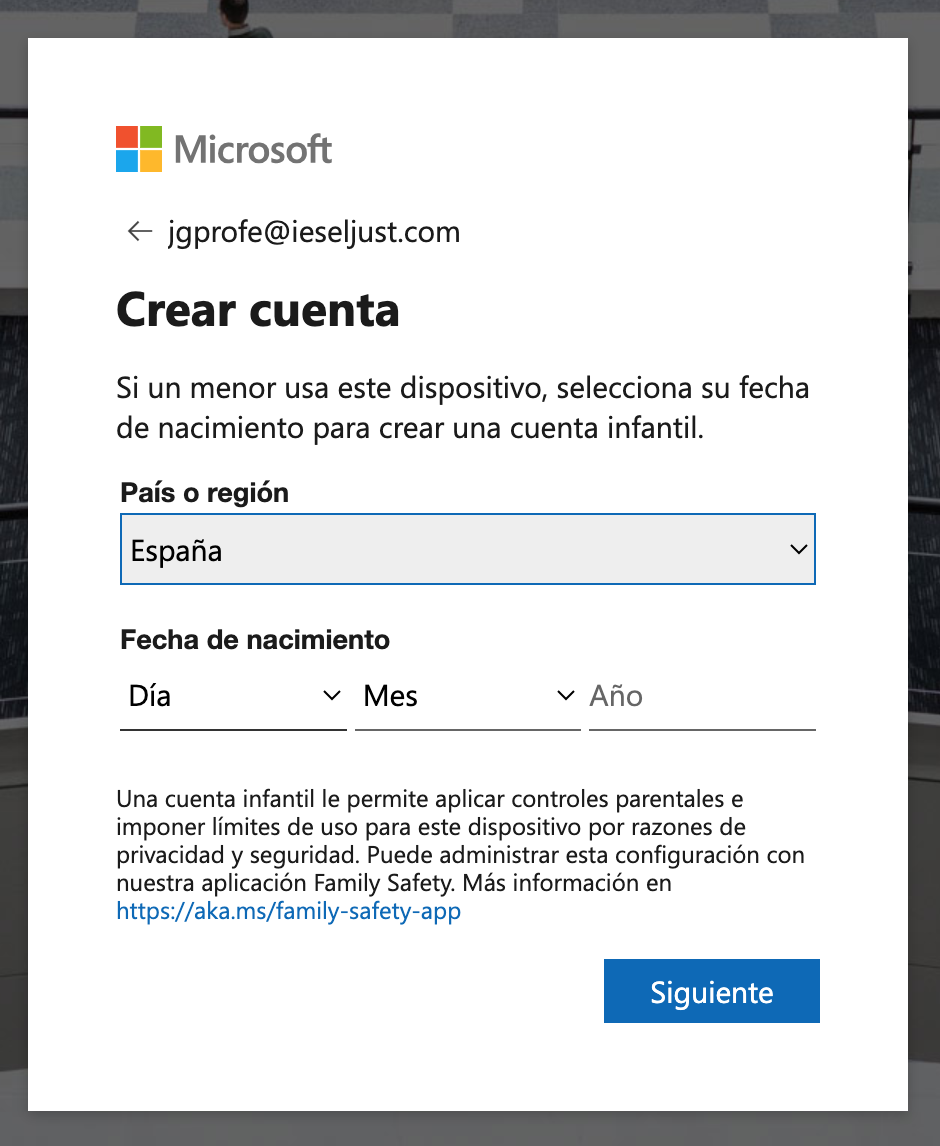 Microsoft
← jgprofe@ieseljust.com
Crear cuenta
Si un menor usa este dispositivo, selecciona su fecha
de nacimiento para crear una cuenta infantil.
País o región
España
Fecha de nacimiento
Día Mes Año
Una cuenta infantil le permite aplicar controles parentales e
imponer límites de uso para este dispositivo por razones de
privacidad y seguridad. Puede administrar esta configuración con
nuestra aplicación Family Safety. Más información en
https://aka.ms/family-safety-app
Siguiente